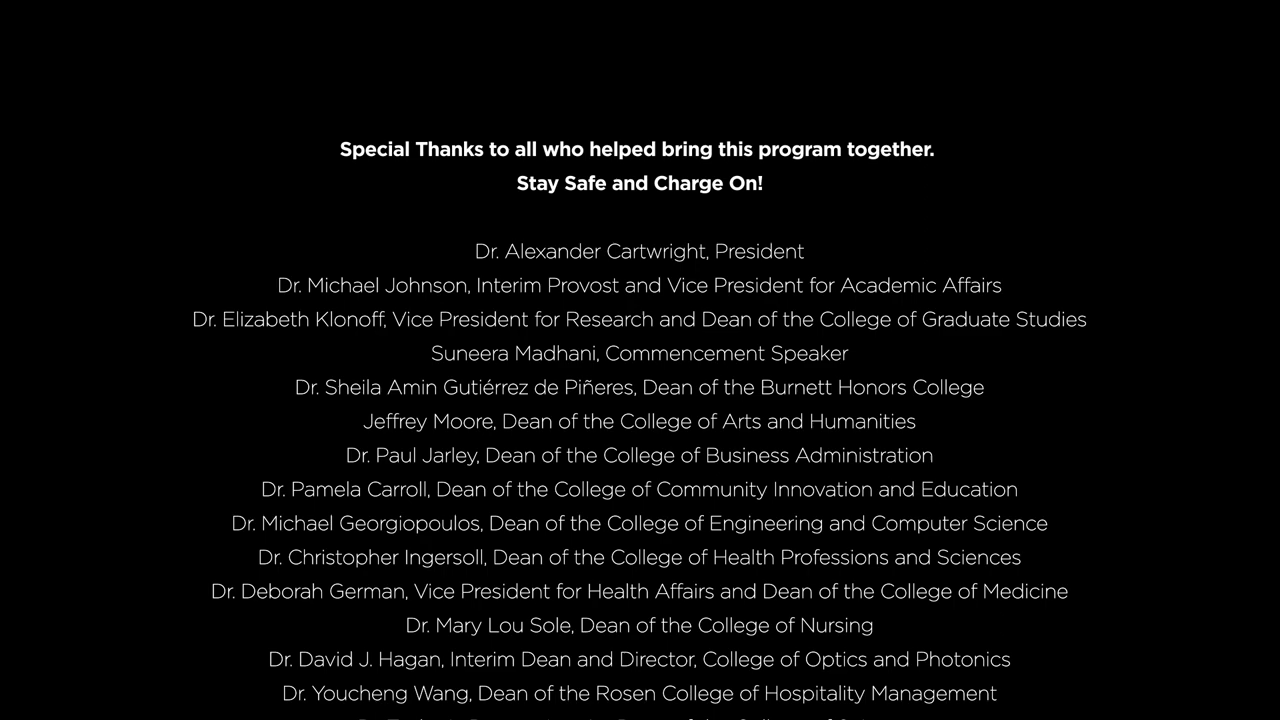 Special Thanks to all who helped bring this program together.
Stay Safe and Charge On!
Dr. Alexander Cartwright, President
Dr. Michael Johnson, Interim Provost and Vice President for Academic Affairs
Dr. Elizabeth Klonoff, Vice President for Research and Dean of the College of Graduate Studies
Suneera Madhani, Commencement Speaker
Dr. Sheila Amin Gutiérrez de Piñeres, Dean of the Burnett Honors College
Jeffrey Moore, Dean of the College of Arts and Humanities
Dr. Paul Jarley, Dean of the College of Business Administration
Dr. Pamela Carroll, Dean of the College of Community Innovation and Education
Dr. Michael Georgiopoulos, Dean of the College of Engineering and Computer Science
Dr. Christopher Ingersoll, Dean of the College of Health Professions and Sciences
Dr. Deborah German, Vice President for Health Affairs and Dean of the College of Medicine
Dr. Mary Lou Sole, Dean of the College of Nursing
Dr. David J. Hagan, Interim Dean and Director, College of Optics and Photonics
Dr. Youcheng Wang, Dean of the Rosen College of Hospitality Management